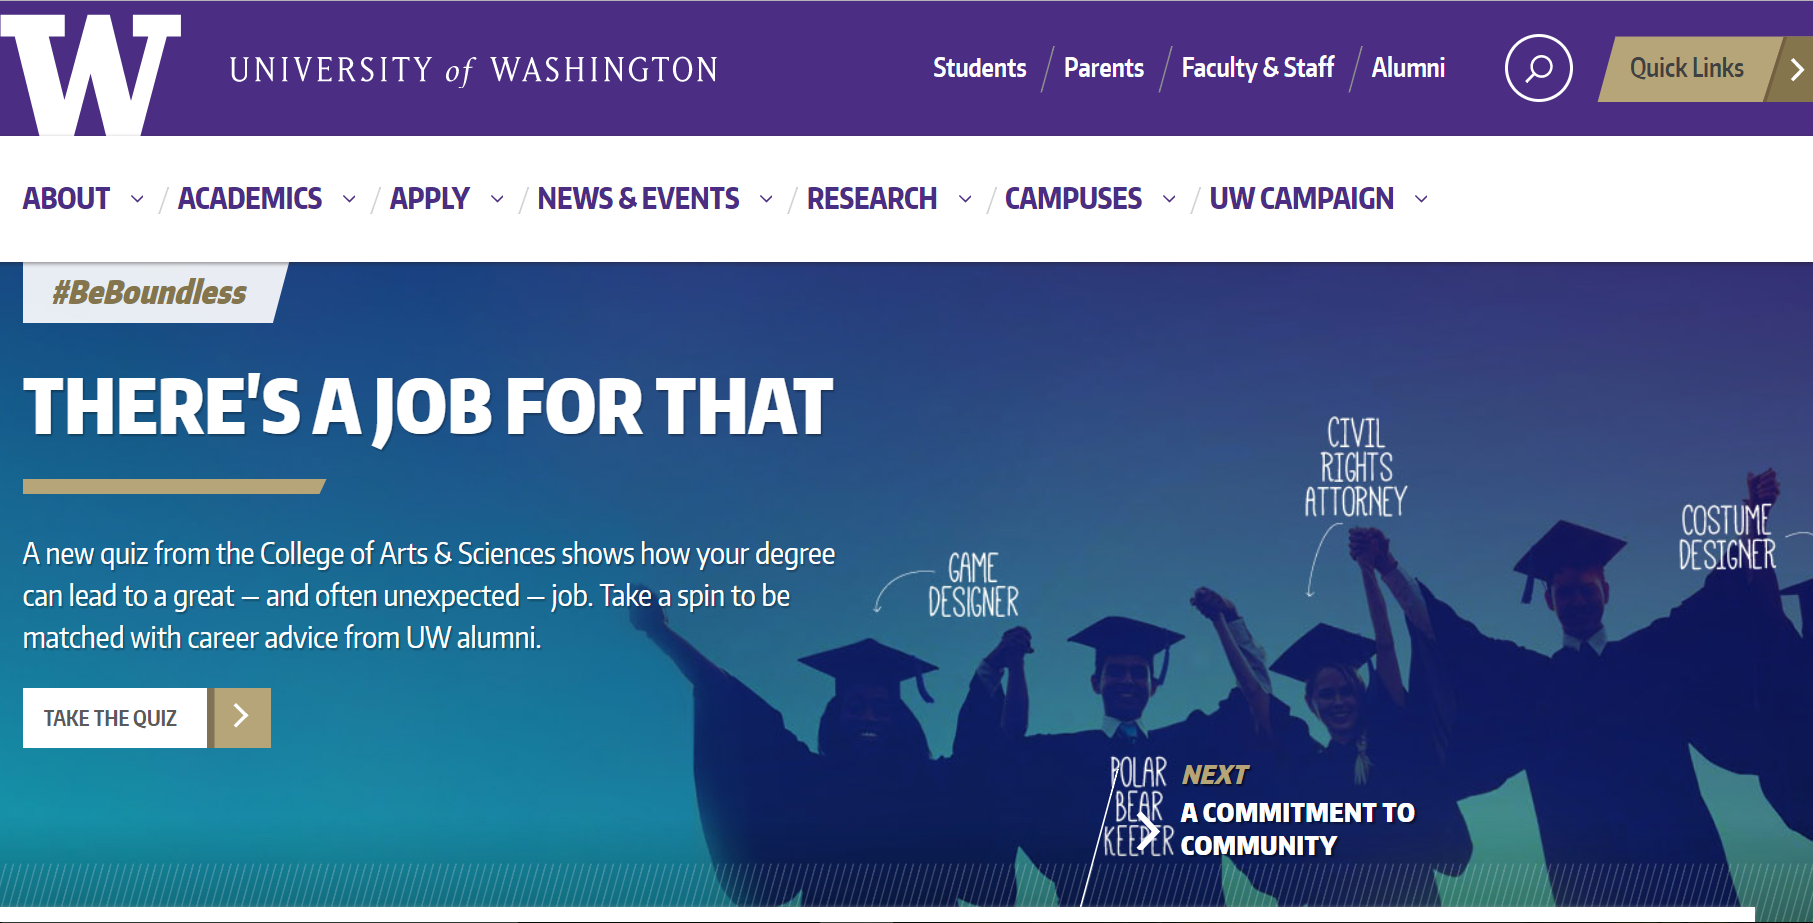 W
UNIVERSITY of WASHINGTON
Students
Parents
Faculty & Staff
Alumni
Quick Links
ABOUT
ACADEMICS
APPLY
NEWS & EVENTS
RESEARCH
CAMPUSES
UW CAMPAIGN
#BeBoundless
THERE'S A JOB FOR THAT
A new quiz from the College of Arts & Sciences shows how your degree
can lead to a great – and often unexpected – job. Take a spin to be
matched with career advice from UW alumni.
TAKE THE QUIZ
GAME
DESIGNER
CIVIL
RIGHTS
ATTORNEY
COSTUME
DESIGNER
POLAR
BEAR
KEEPER
NEXT
A COMMITMENT TO
COMMUNITY